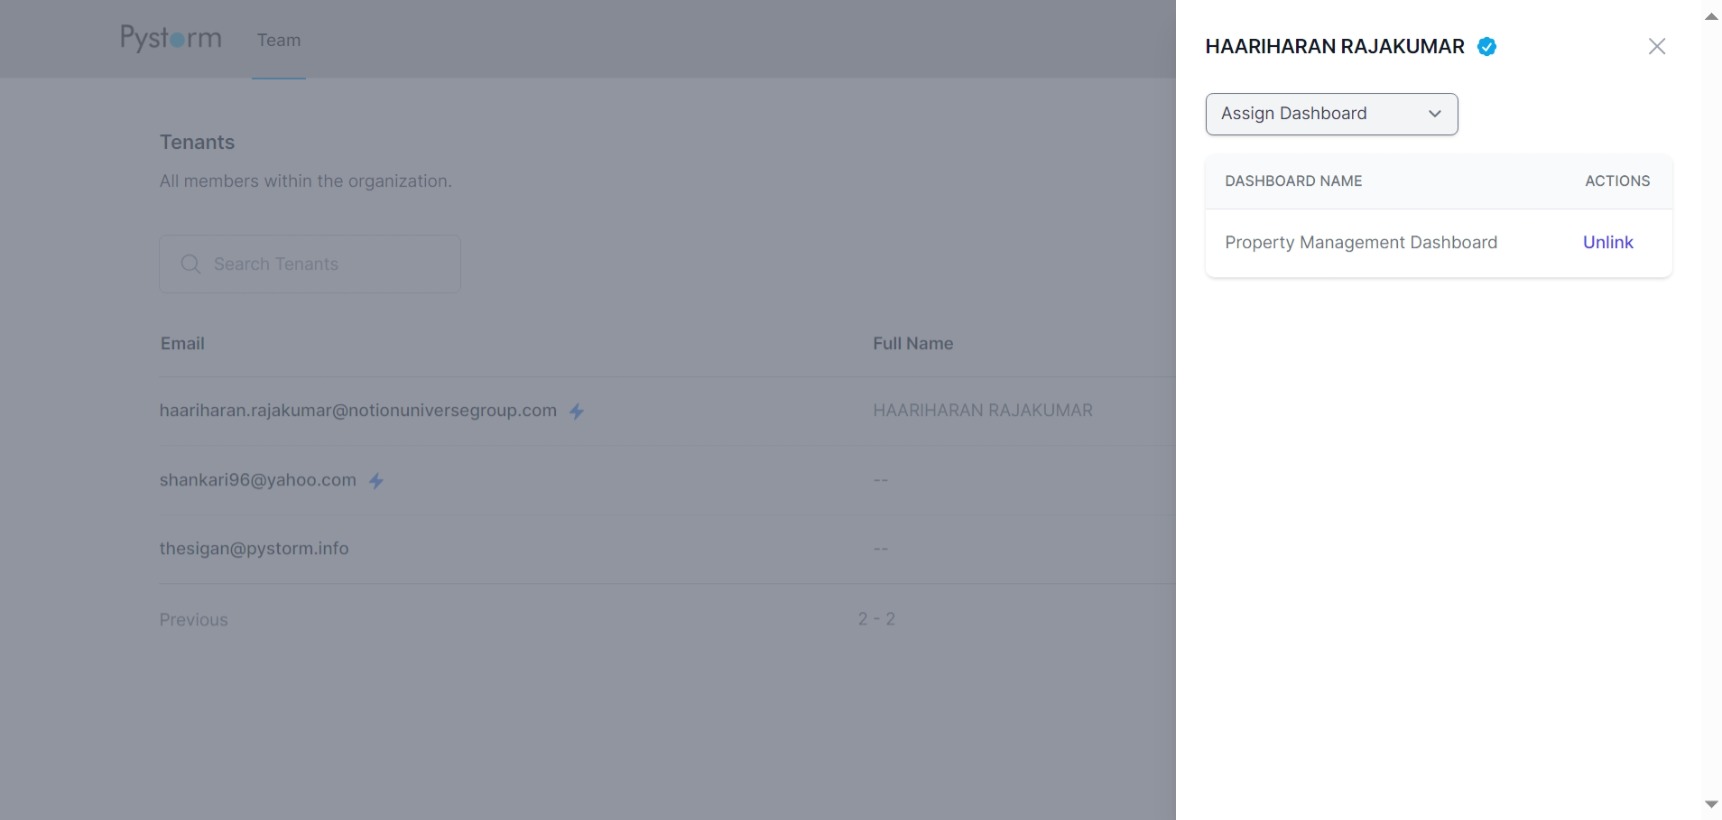 Pystorm
Team
Tenants
All members within the organization.
Search Tenants
Email
Full Name
haariharan.rajakumar@notionuniversegroup.com
HAARIHARAN RAJAKUMAR
shankari96@yahoo.com
--
thesigan@pystorm.info
--
Previous
2 - 2
HAARIHARAN RAJAKUMAR
Assign Dashboard
DASHBOARD NAME
ACTIONS
Property Management Dashboard
Unlink